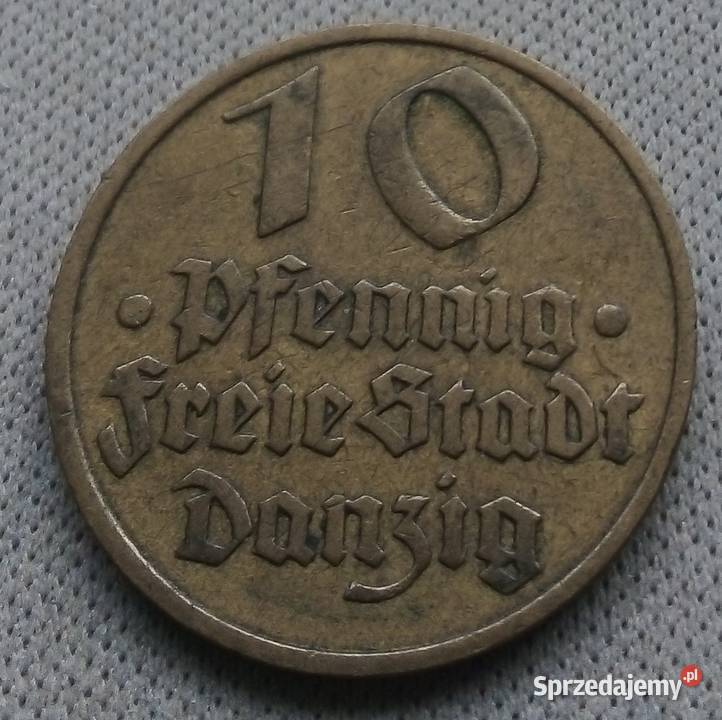 10
Pfennig
Freie Stadt
Danzig
Sprzedajemy.pl